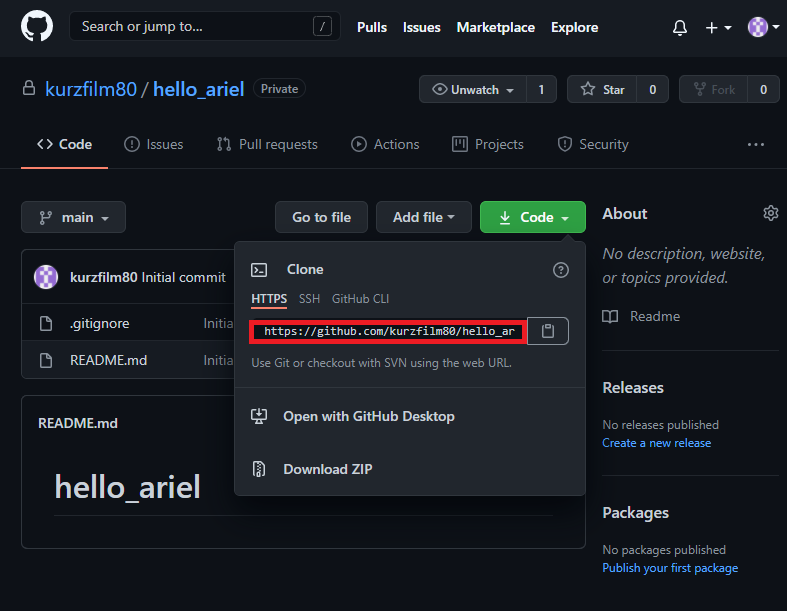 Search or jump to... / Pulls Issues Marketplace Explore
kurzfilm80 / hello_ariel Private Unwatch 1 Star 0 Fork 0
Code Issues Pull requests Actions Projects Security ...
main Go to file Add file Code About
No description, website,
or topics provided.
Readme
Releases
No releases published
Create a new release
Packages
No packages published
Publish your first package
kurzfilm80 Initial commit
.gitignore Initia
README.md Initia
Clone ?
HTTPS SSH GitHub CLI
https://github.com/kurzfilm80/hello_ar
Use Git or checkout with SVN using the web URL.
Open with GitHub Desktop
Download ZIP
README.md
hello_ariel